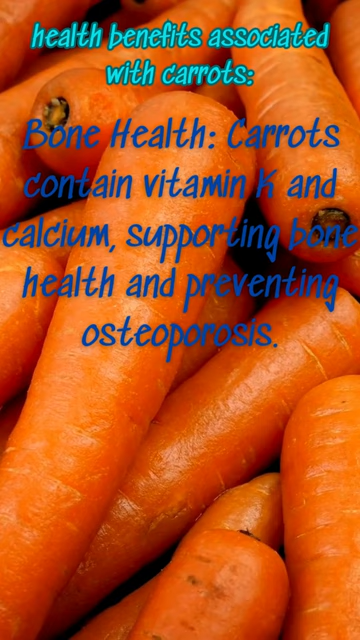 health benefits associated
with carrots:
Bone Health: Carrots
contain vitamin K and
calcium, supporting bone
health and preventing
osteoporosis.